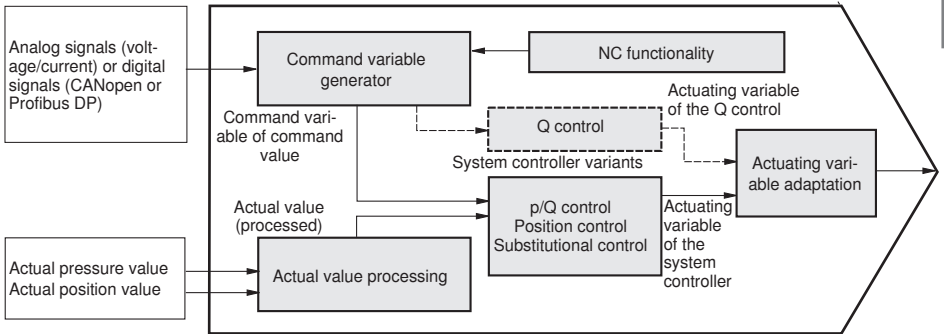 Analog signals (volt-
age/current) or digital
signals (CANopen or
Profibus DP)
Command variable
generator
NC functionality
Command vari-
able of command
value
Q control
Actuating variable
of the Q control
System controller variants
Actuating vari-
able adaptation
Actual value
(processed)
p/Q control
Position control
Substitutional control
Actuating
variable
of the
system
controller
Actual pressure value
Actual position value
Actual value processing